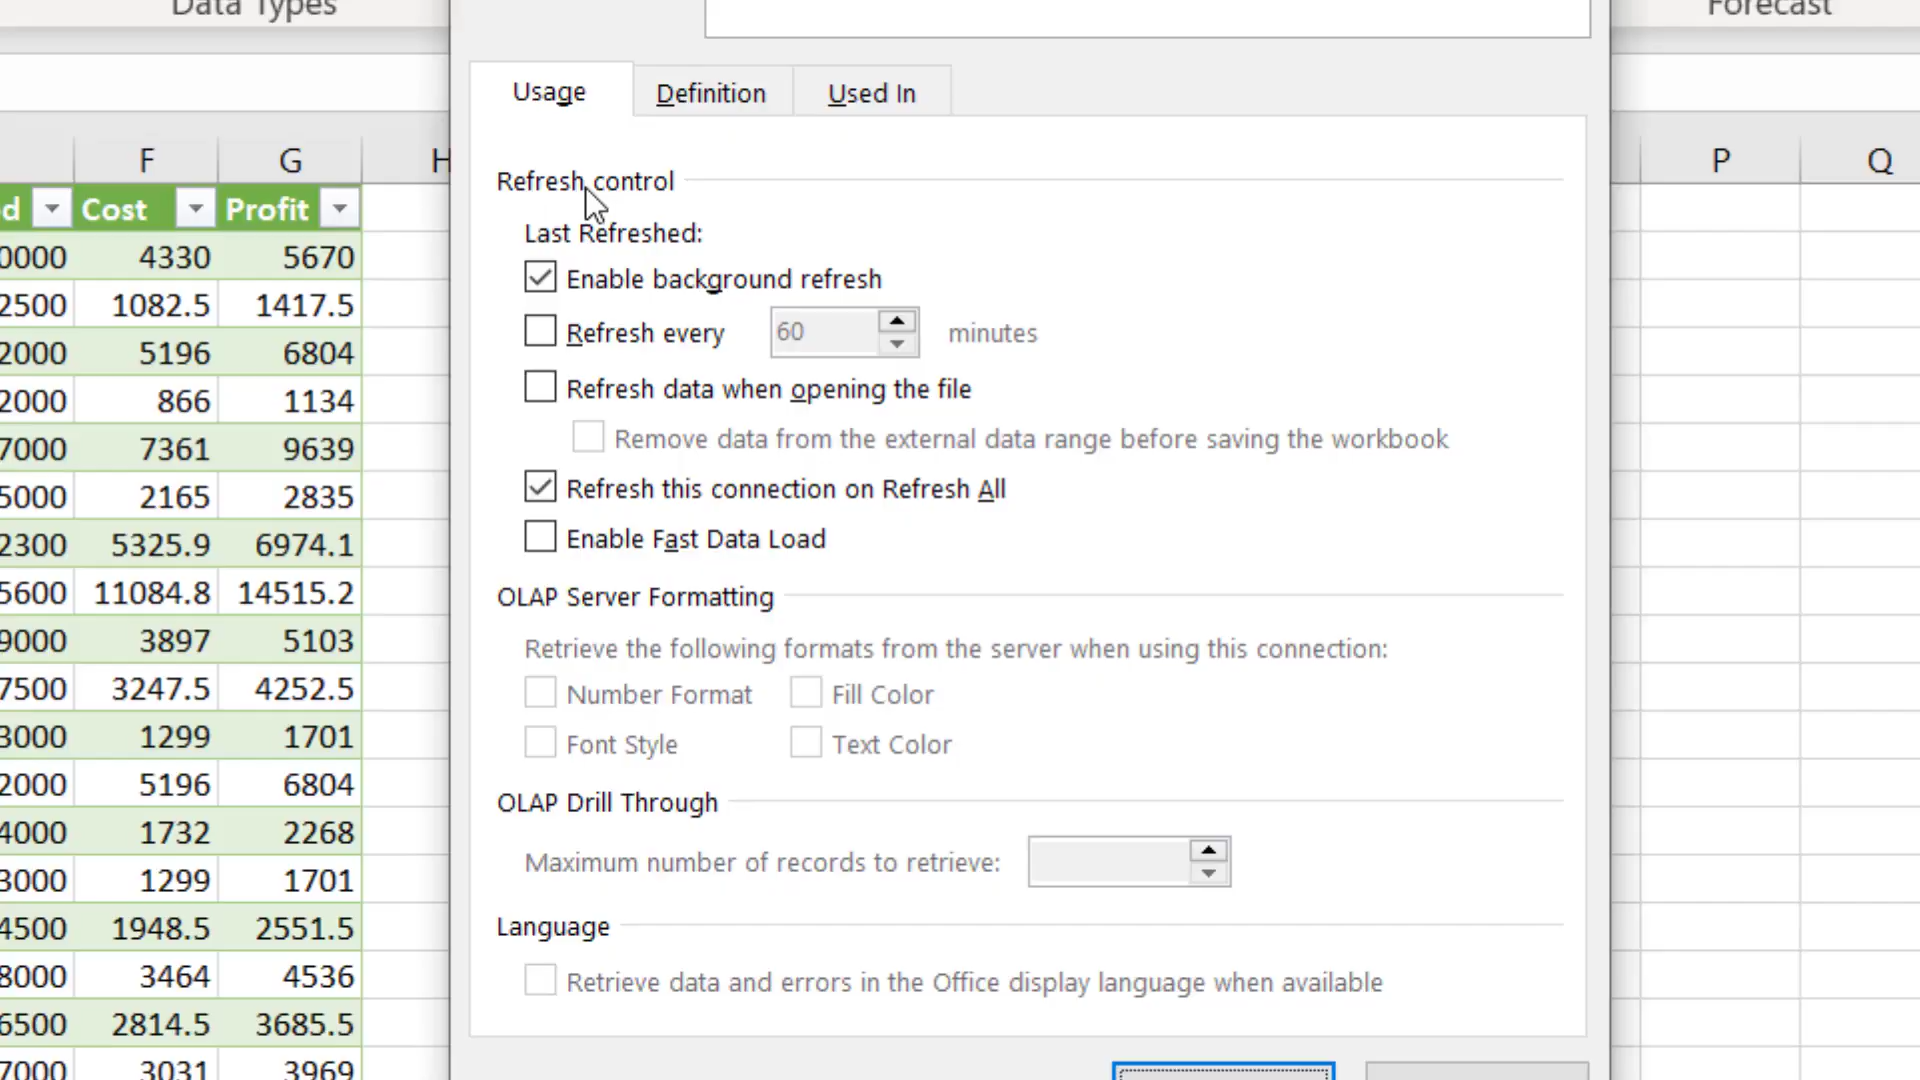 Data Types
Forecast
Usage
Definition
Used In
F G H P Q
d Cost Profit
Refresh control
Last Refreshed:
Enable background refresh
Refresh every 60 minutes
Refresh data when opening the file
Remove data from the external data range before saving the workbook
Refresh this connection on Refresh All
Enable Fast Data Load
OLAP Server Formatting
Retrieve the following formats from the server when using this connection:
Number Format Fill Color
Font Style Text Color
OLAP Drill Through
Maximum number of records to retrieve:
Language
Retrieve data and errors in the Office display language when available
0000 4330 5670
2500 1082.5 1417.5
2000 5196 6804
2000 866 1134
7000 7361 9639
5000 2165 2835
2300 5325.9 6974.1
5600 11084.8 14515.2
9000 3897 5103
7500 3247.5 4252.5
3000 1299 1701
2000 5196 6804
4000 1732 2268
3000 1299 1701
4500 1948.5 2551.5
8000 3464 4536
6500 2814.5 3685.5
7000 3031 3969